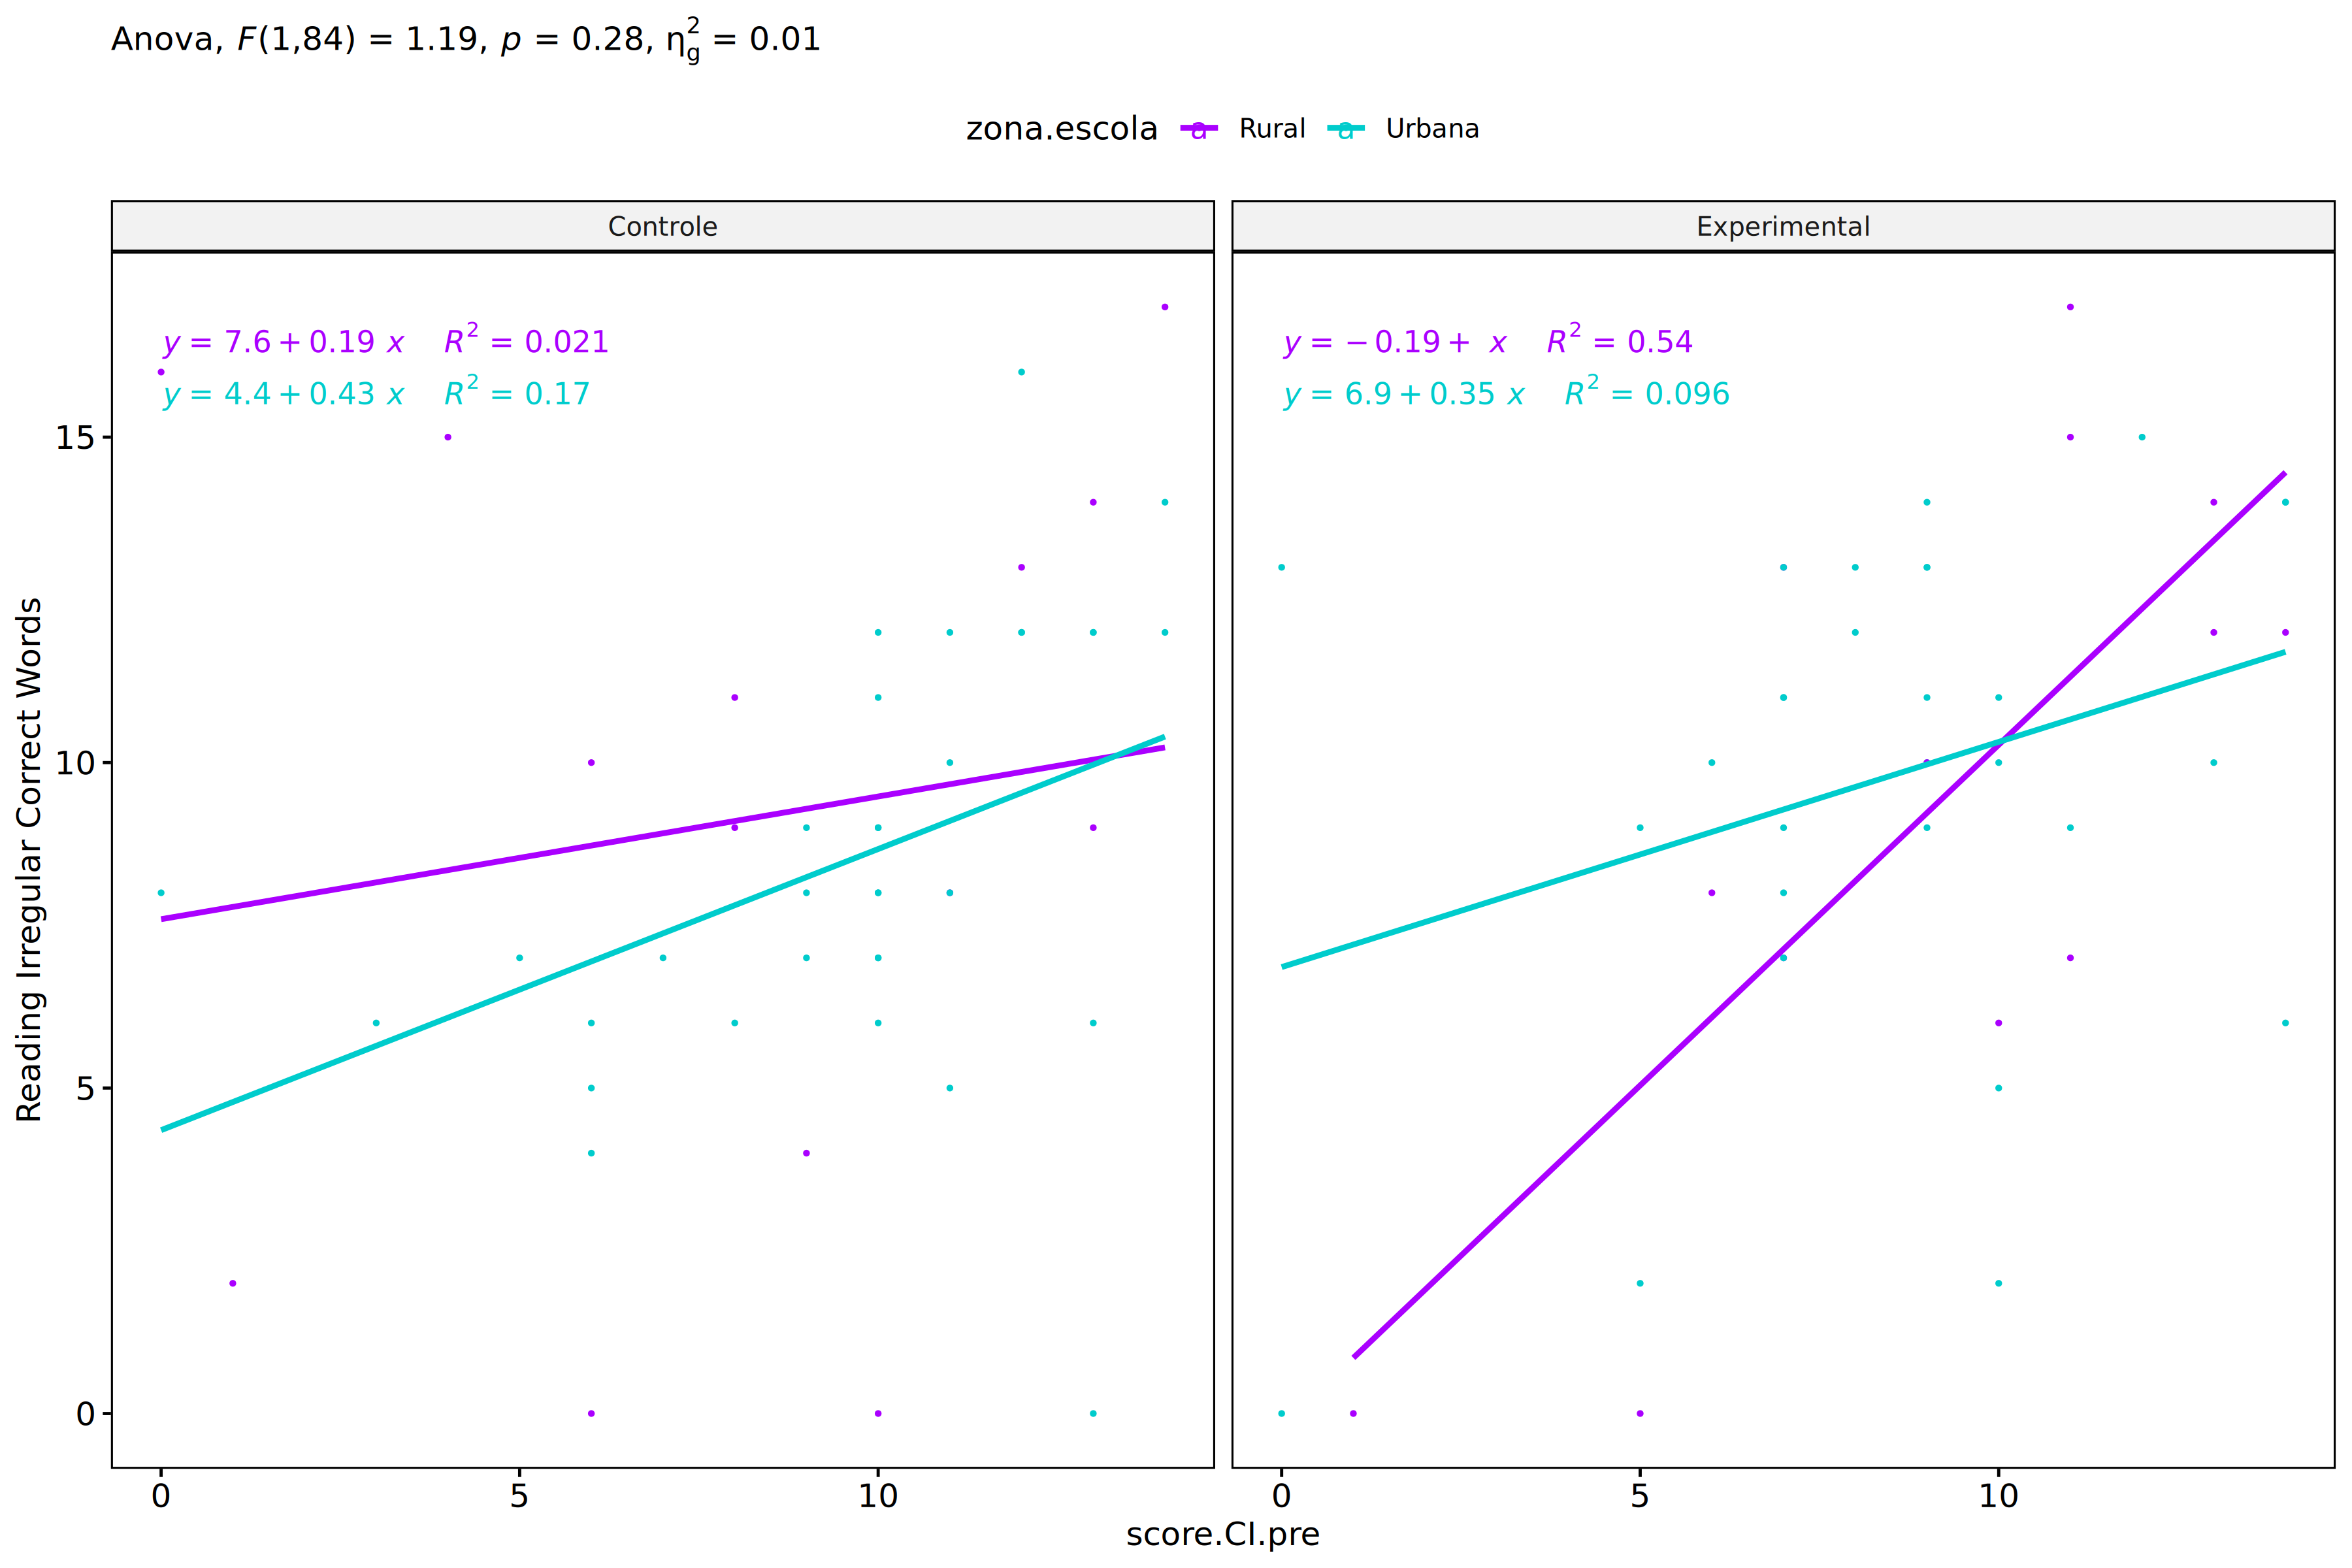 Anova, F(1,84) = 1.19, p = 0.28, η²g = 0.01
zona.escola a Rural a Urbana
Controle
Experimental
y = 7.6 + 0.19 x R² = 0.021
y = 4.4 + 0.43 x R² = 0.17
y = −0.19 + x R² = 0.54
y = 6.9 + 0.35 x R² = 0.096
Reading Irregular Correct Words
15
10
5
0
0 5 10
0 5 10
score.CI.pre